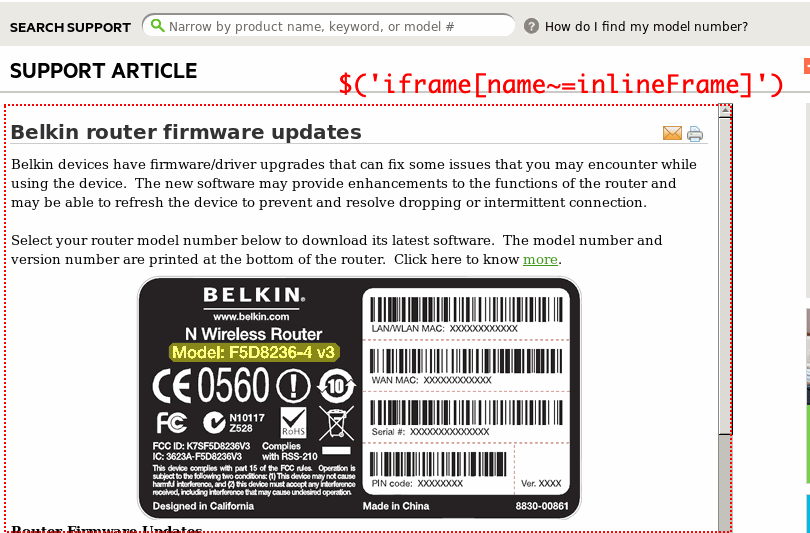 SEARCH SUPPORT Narrow by product name, keyword, or model # ? How do I find my model number?
SUPPORT ARTICLE
$('iframe[name~=inlineFrame]')
Belkin router firmware updates
Belkin devices have firmware/driver upgrades that can fix some issues that you may encounter while
using the device. The new software may provide enhancements to the functions of the router and
may be able to refresh the device to prevent and resolve dropping or intermittent connection.
Select your router model number below to download its latest software. The model number and
version number are printed at the bottom of the router. Click here to know more.
BELKIN.
www.belkin.com
N Wireless Router
Model: F5D8236-4 v3
CE 0560 ! 10
FC N10117
Z528
RoHS
FCC ID: K7SF5D8236V3
IC: 3623A-F5D8236V3
Complies
with RSS-210
This device complies with part 15 of the FCC rules. Operation is
subject to the following two conditions: (1) This device may not cause
harmful interference, and (2) this device must accept any interference
received, including interference that may cause undesired operation.
Designed in California
LAN/WLAN MAC: XXXXXXXXXXXX
WAN MAC: XXXXXXXXXXXX
Serial #: XXXXXXXXXXXXXX
PIN code: XXXXXXXX
Ver. XXXX
Made in China
8830-00861
Router Firmware Updates